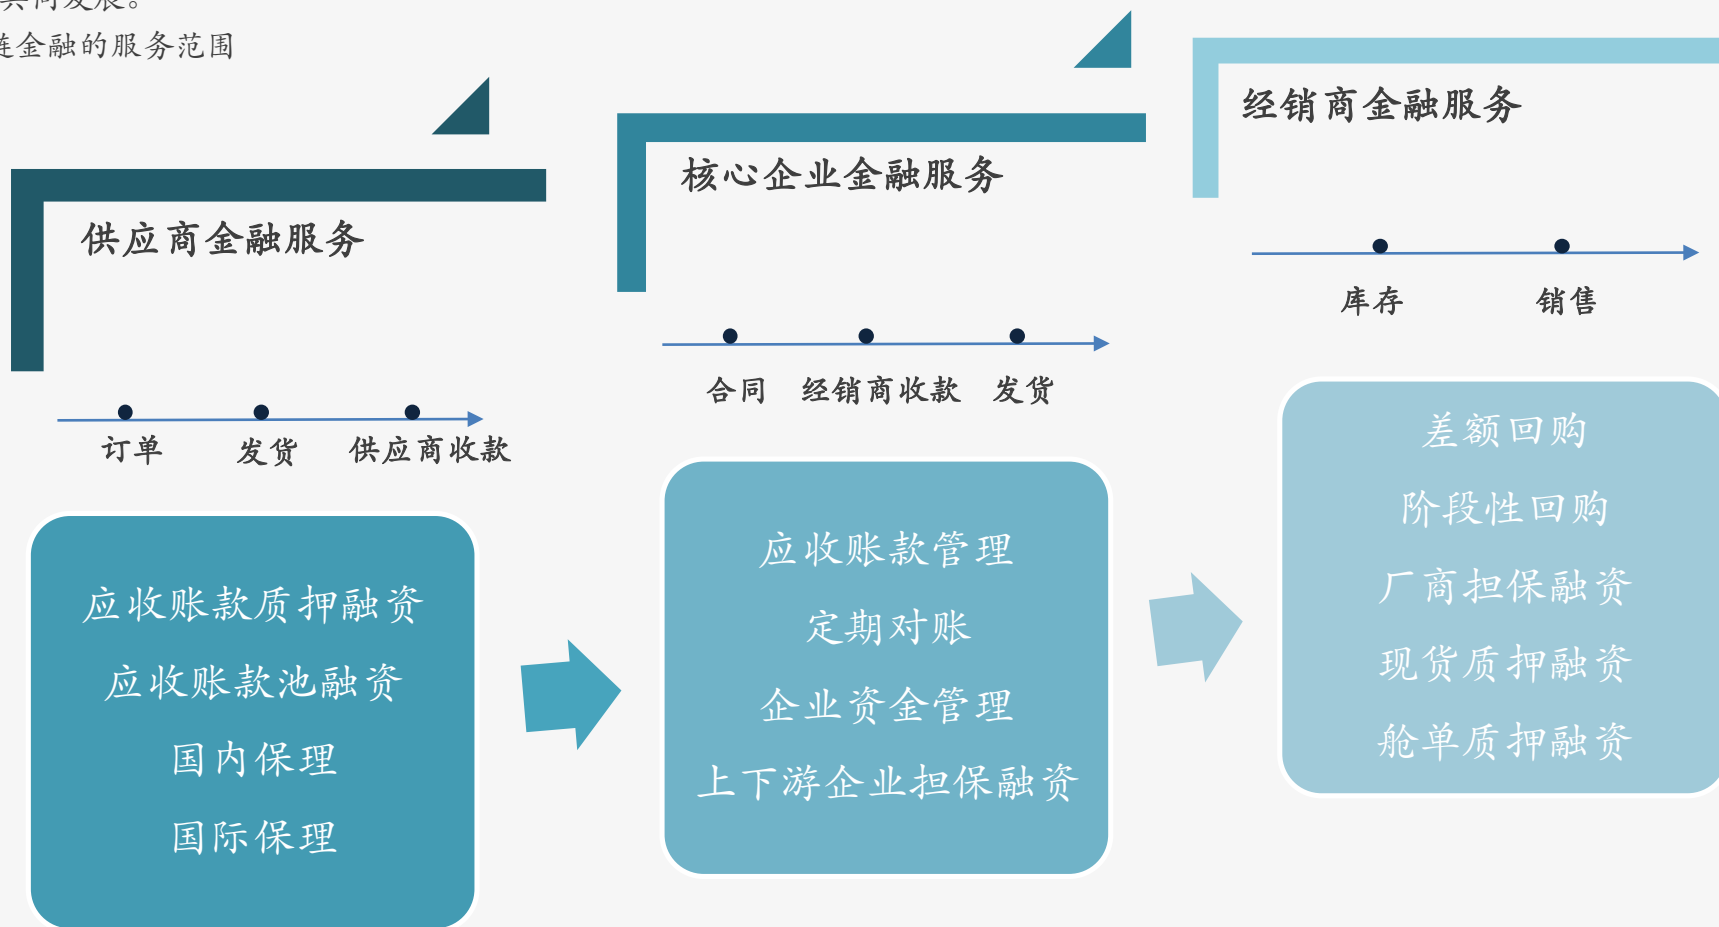 共同发展。
链金融的服务范围
供应商金融服务
订单 发货 供应商收款
应收账款质押融资
应收账款池融资
国内保理
国际保理
核心企业金融服务
合同 经销商收款 发货
应收账款管理
定期对账
企业资金管理
上下游企业担保融资
经销商金融服务
库存 销售
差额回购
阶段性回购
厂商担保融资
现货质押融资
舱单质押融资